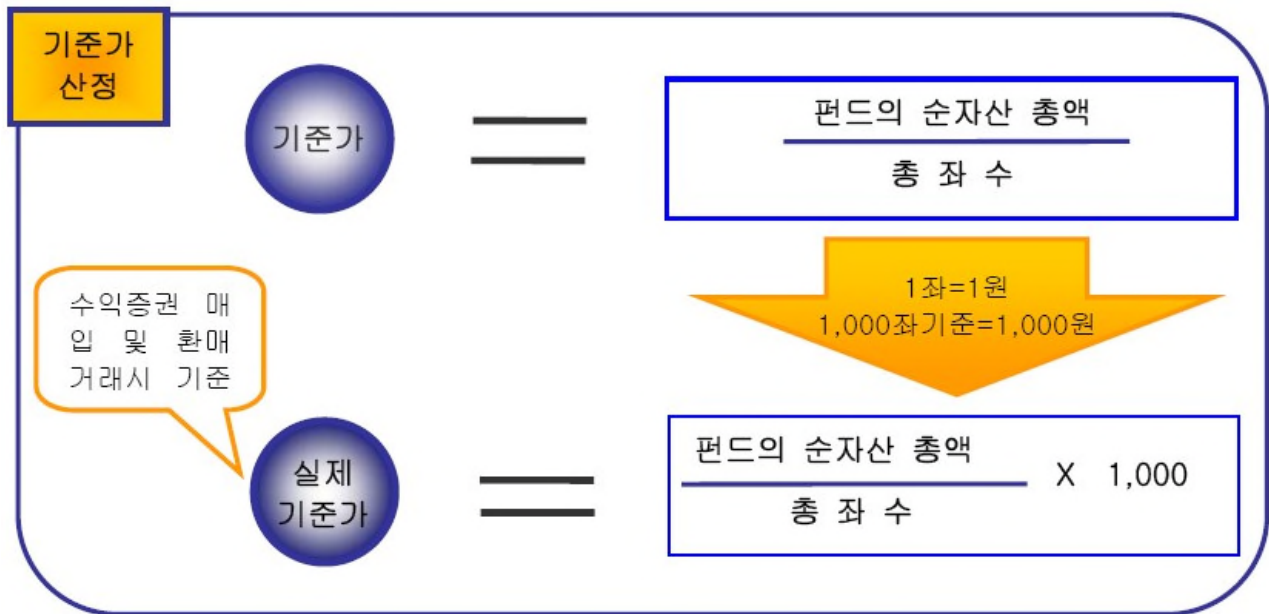 기준가
산정
기준가
펀드의 순자산 총액
총 좌 수
1좌=1원
1,000좌기준=1,000원
수익증권 매
입 및 환매
거래시 기준
실제
기준가
펀드의 순자산 총액
총 좌 수
X 1,000